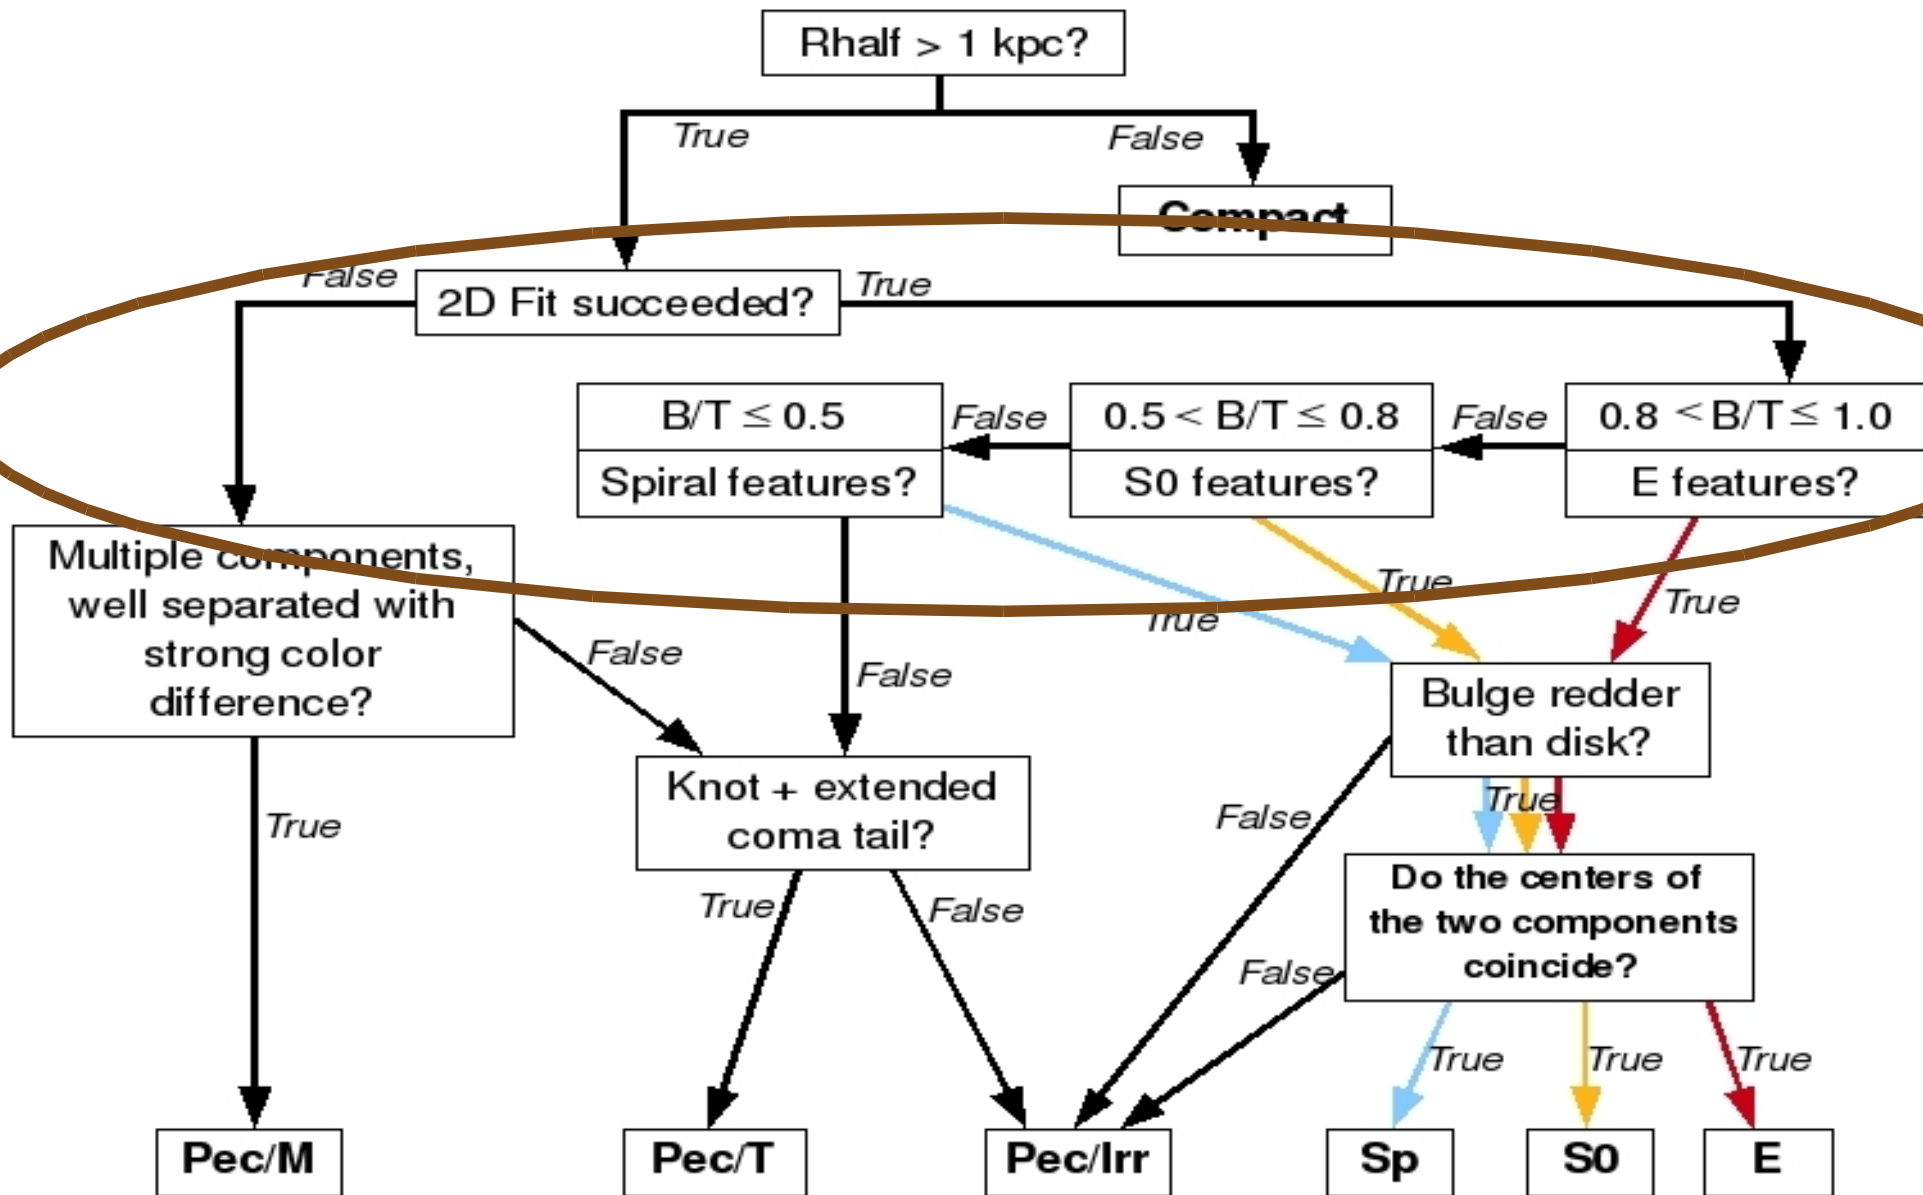 Rhalf > 1 kpc?
True
False
Compact
False
2D Fit succeeded?
True
B/T ≤ 0.5
False
0.5 < B/T ≤ 0.8
False
0.8 < B/T ≤ 1.0
Spiral features?
S0 features?
E features?
Multiple components,
well separated with
strong color
difference?
True
True
True
False
False
Bulge redder
than disk?
Knot + extended
coma tail?
True
False
True
True
False
Do the centers of
the two components
coincide?
False
True
True
True
Pec/M
Pec/T
Pec/Irr
Sp
S0
E